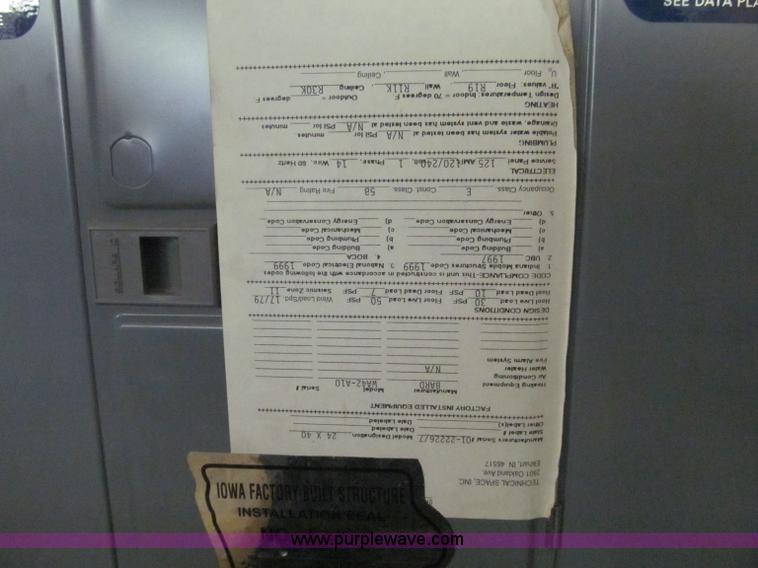 SEE DATA PLA
TECHNICAL SPACE, INC.
2901 Oakland Ave.
Elkhart, IN 46517
Manufacturers Serial # 101-22226/7 Model Designation 24 X 40
State Label # Date Labeled
Other Label(s) Date Labeled
FACTORY INSTALLED EQUIPMENT
Manufacturer Model Serial #
Heating Equipment BARD WA42-A10
Air Conditioning
Water Heater N/A
Fire Alarm System
DESIGN CONDITIONS
Roof Live Load 30 PSF Floor Live Load 50 PSF Wind Load/Spd 17/79
Roof Dead Load 10 PSF Floor Dead Load 7 PSF Seismic Zone 11
CODE COMPLIANCE-This unit is constructed in accordance with the following codes
1. Indiana Mobile Structures Code 1999 3. National Electrical Code 1999
2. UBC 1997 4. BOCA
a) Building Code a) Building Code
b) Plumbing Code b) Plumbing Code
c) Mechanical Code c) Mechanical Code
d) Energy Conservation Code d) Energy Conservation Code
5. Other
Occupancy Class. E Const. Class. 5B Fire Rating N/A
ELECTRICAL
Service Panel 125 AMP 120/240 Volt, 1 Phase, 14 Wire, 60 Hertz
PLUMBING
Potable water system has been tested at N/A PSI for minutes
Drainage, waste and vent system has been tested at N/A PSI for minutes
HEATING
Design Temperatures: Indoor = 70 degrees F Outdoor = degrees F
"R" values: Floor R19 Wall R11K Ceiling R30K
U Floor Wall Ceiling
IOWA FACTORY-BUILT STRUCTURE
INSTALLATION SEAL
www.purplewave.com